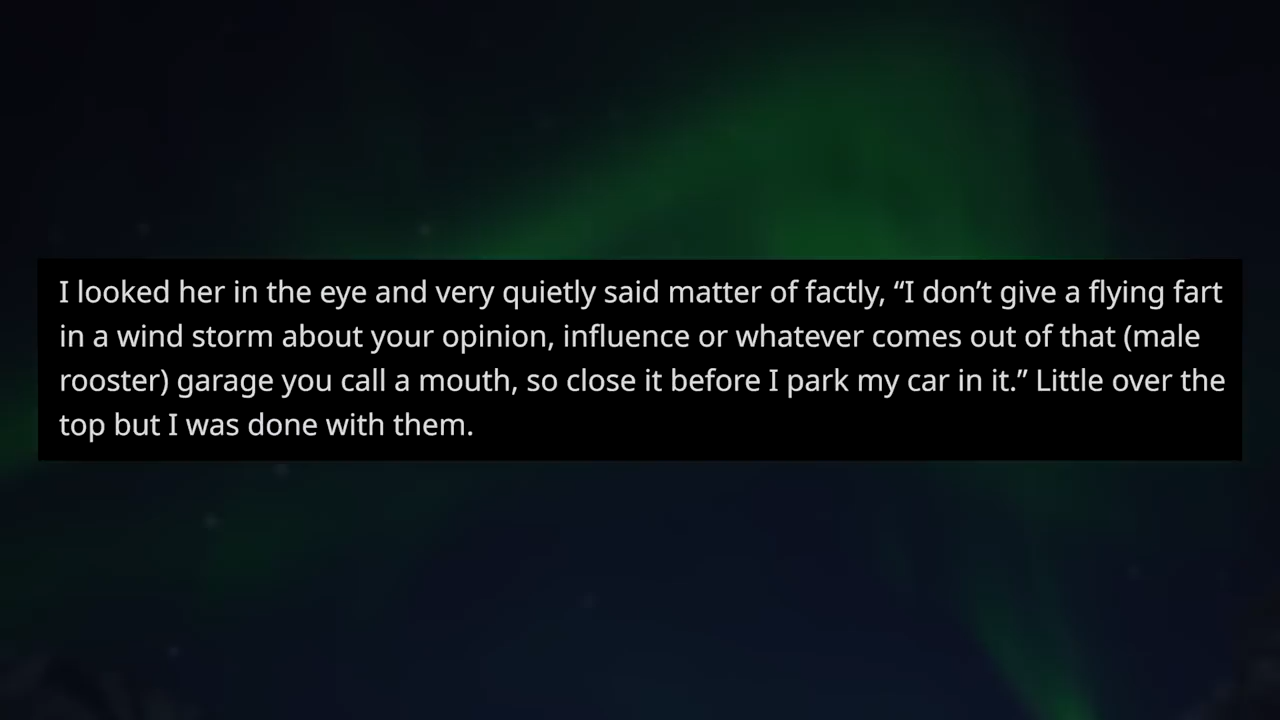 I looked her in the eye and very quietly said matter of factly, “I don’t give a flying fart
in a wind storm about your opinion, influence or whatever comes out of that (male
rooster) garage you call a mouth, so close it before I park my car in it.” Little over the
top but I was done with them.